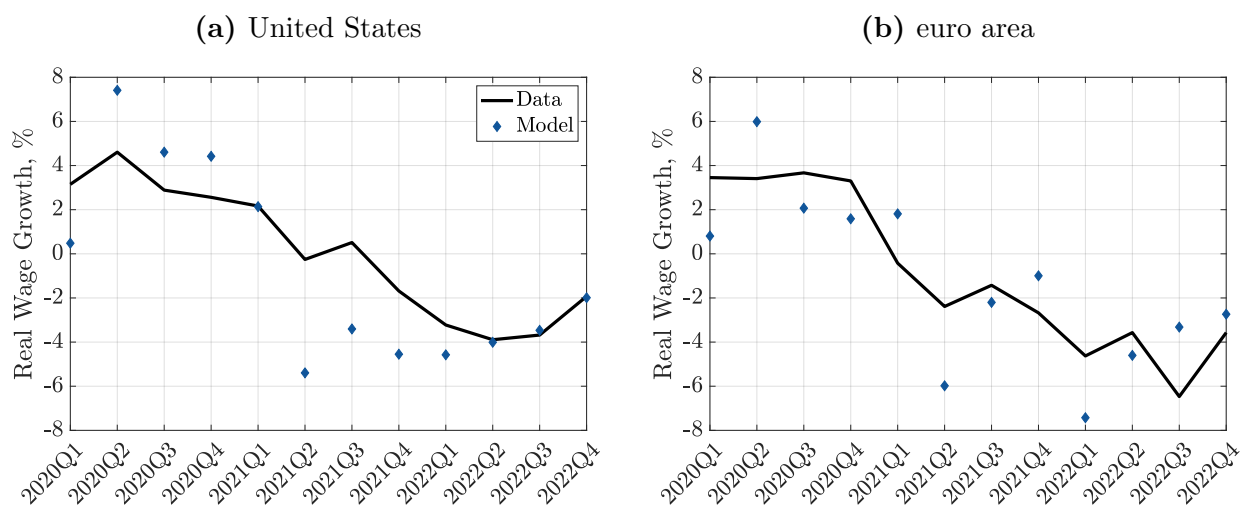 (a) United States
Real Wage Growth, %
8
6
4
2
0
-2
-4
-6
-8
Data
Model
2020Q1
2020Q2
2020Q3
2020Q4
2021Q1
2021Q2
2021Q3
2021Q4
2022Q1
2022Q2
2022Q3
2022Q4
(b) euro area
Real Wage Growth, %
8
6
4
2
0
-2
-4
-6
-8
2020Q1
2020Q2
2020Q3
2020Q4
2021Q1
2021Q2
2021Q3
2021Q4
2022Q1
2022Q2
2022Q3
2022Q4